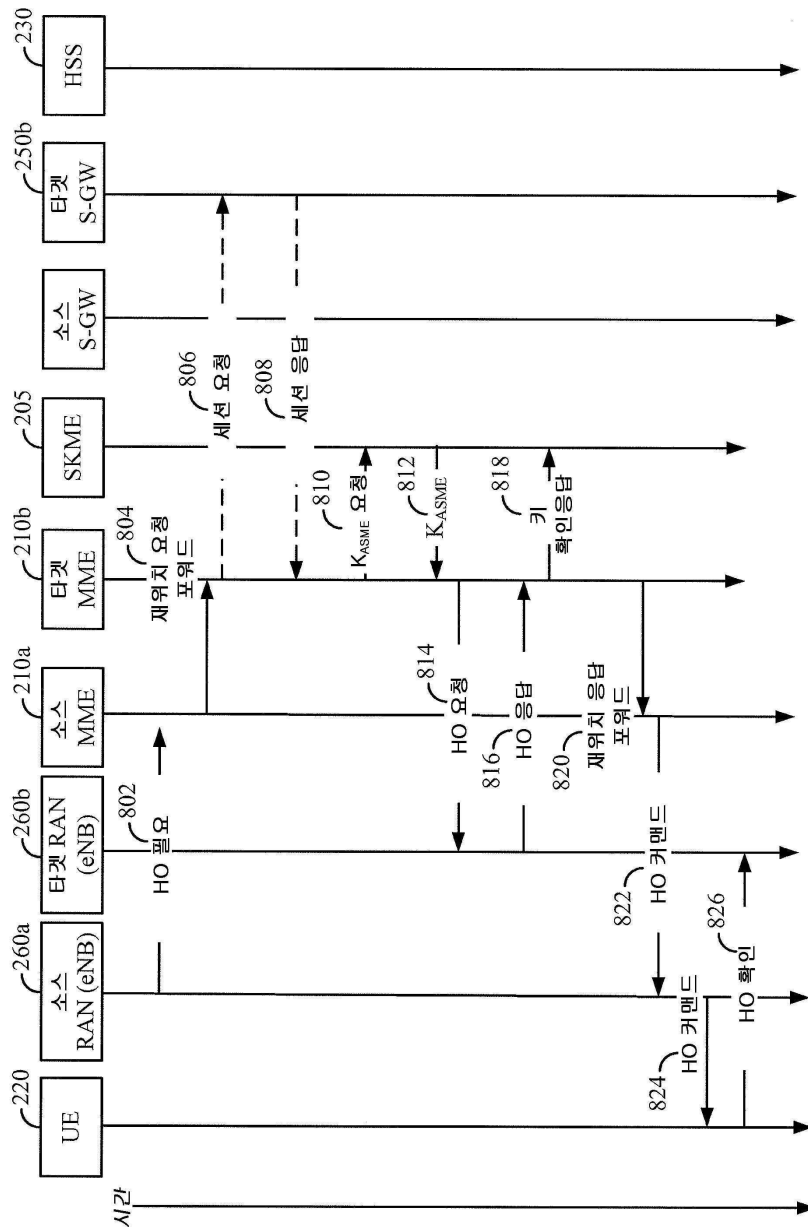 시간
220
UE
260a
소스
RAN (eNB)
260b
타겟 RAN
(eNB)
210a
소스
MME
210b
타겟
MME
205
SKME
소스
S-GW
250b
타겟
S-GW
230
HSS
802
HO 필요
804
재위치 요청
포워드
806
세션 요청
808
세션 응답
810
KASME 요청
812
KASME
814
HO 요청
816
HO 응답
818
키
확인응답
820
재위치 응답
포워드
822
HO 커맨드
824
HO 커맨드
826
HO 확인